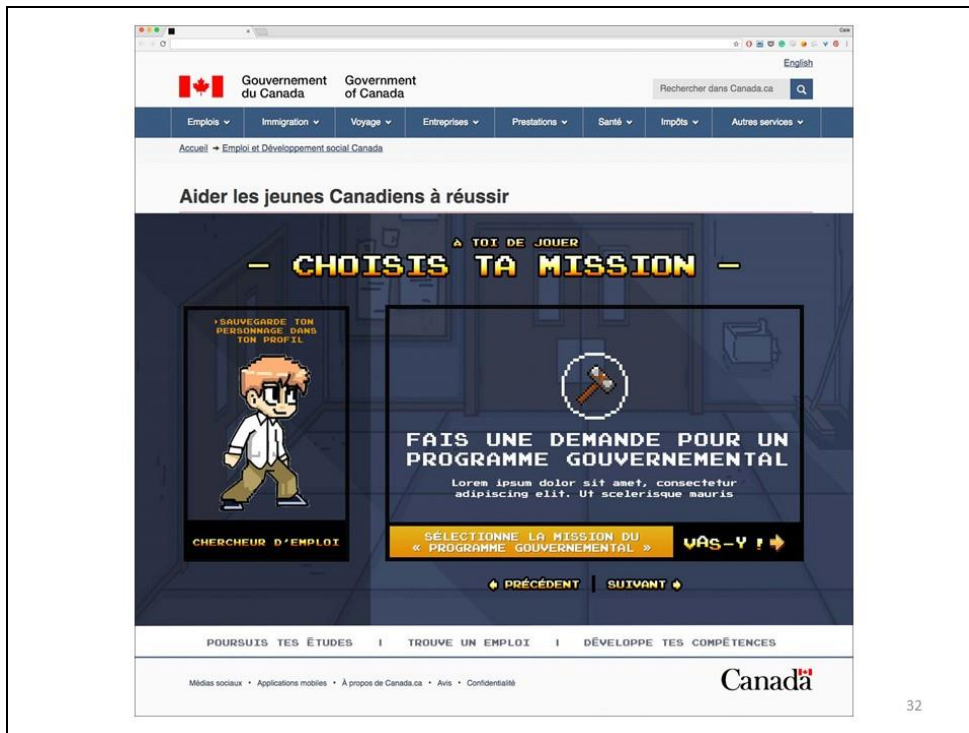 English
Gouvernement Government
du Canada of Canada
Rechercher dans Canada.ca
Emplois Immigration Voyage Entreprises Prestations Santé Impôts Autres services
Accueil → Emploi et Développement social Canada
Aider les jeunes Canadiens à réussir
À TOI DE JOUER
— CHOISIS TA MISSION —
›SAUVEGARDE TON
PERSONNAGE DANS
TON PROFIL
CHERCHEUR D'EMPLOI
FAIS UNE DEMANDE POUR UN
PROGRAMME GOUVERNEMENTAL
Lorem ipsum dolor sit amet, consectetur
adipiscing elit. Ut scelerisque mauris
SÉLECTIONNE LA MISSION DU
« PROGRAMME GOUVERNEMENTAL »
VAS-Y !
PRÉCÉDENT | SUIVANT
POURSUIS TES ÉTUDES | TROUVE UN EMPLOI | DÉVELOPPE TES COMPÉTENCES
Médias sociaux • Applications mobiles • À propos de Canada.ca • Avis • Confidentialité
Canada
32